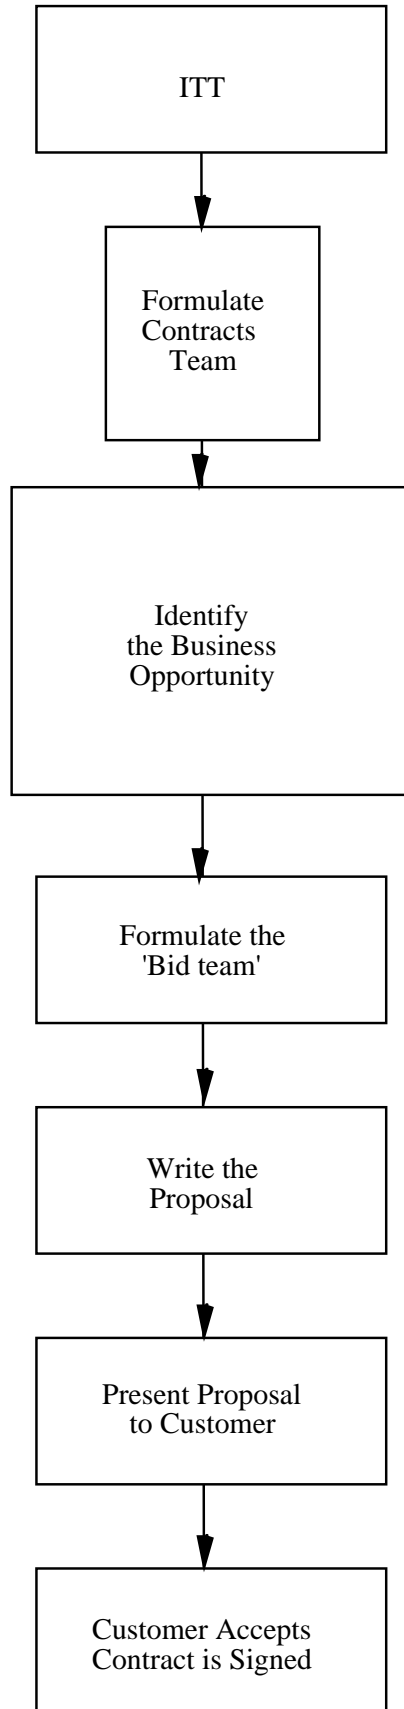 ITT
Formulate
Contracts
Team
Identify
the Business
Opportunity
Formulate the
'Bid team'
Write the
Proposal
Present Proposal
to Customer
Customer Accepts
Contract is Signed